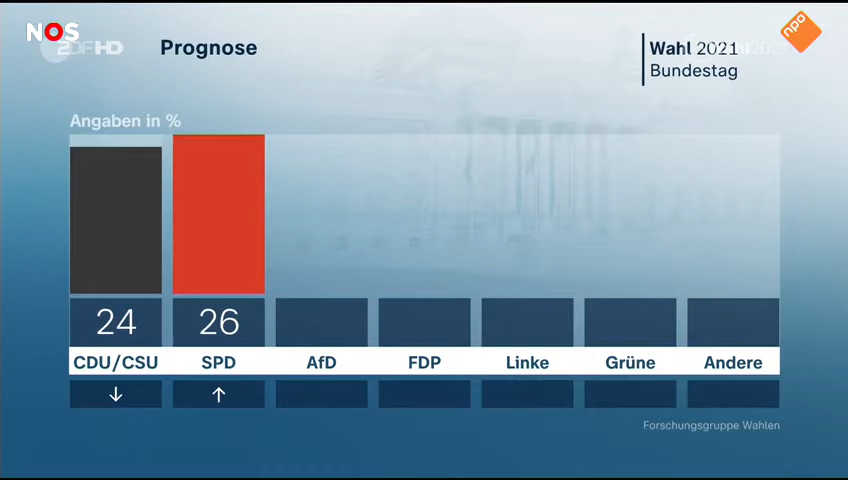 NOS
ZDF HD
Prognose
Wahl 2021
Bundestag
npo
Angaben in %
24
26
CDU/CSU
SPD
AfD
FDP
Linke
Grüne
Andere
Forschungsgruppe Wahlen